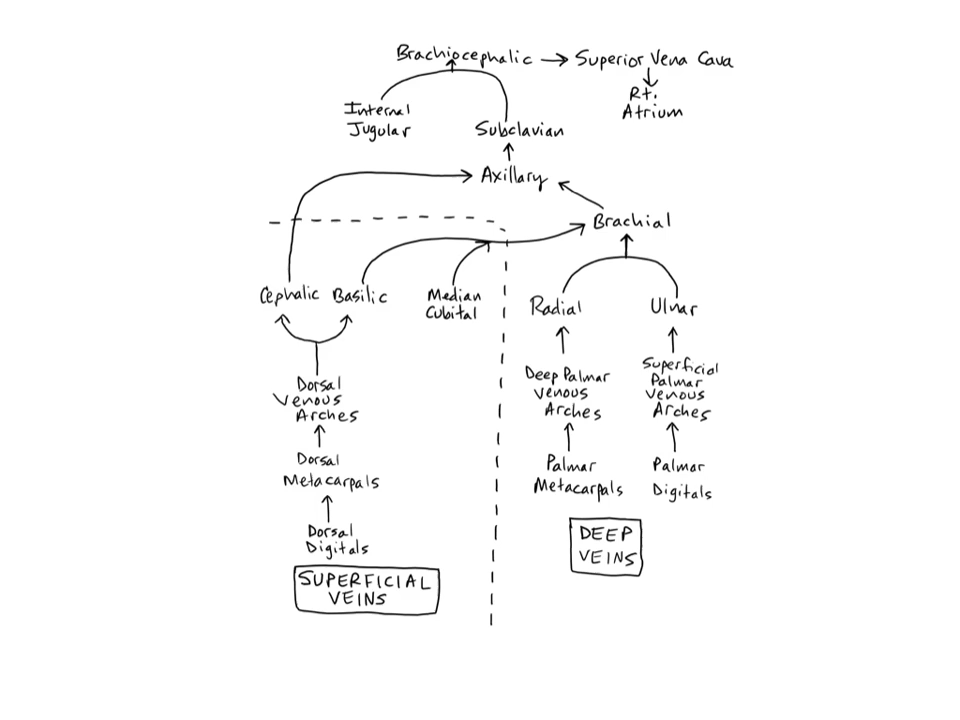 Brachiocephalic → Superior Vena Cava
Rt.
Atrium
Internal
Jugular
Subclavian
Axillary
Brachial
Cephalic
Basilic
Median
Cubital
Radial
Ulnar
Dorsal
Venous
Arches
Deep Palmar
Venous
Arches
Superficial
Palmar
Venous
Arches
Dorsal
Metacarpals
Palmar
Metacarpals
Palmar
Digitals
Dorsal
Digitals
DEEP
VEINS
SUPERFICIAL
VEINS